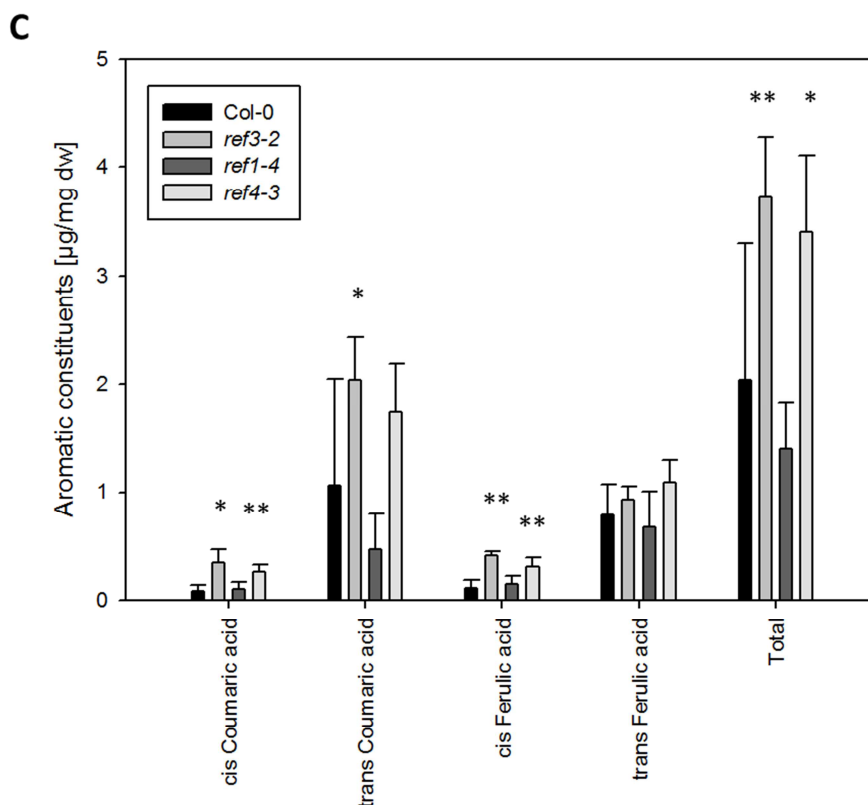 C
Aromatic constituents [µg/mg dw]
5
4
3
2
1
0
Col-0
ref3-2
ref1-4
ref4-3
* **
*
** **
** *
cis Coumaric acid
trans Coumaric acid
cis Ferulic acid
trans Ferulic acid
Total